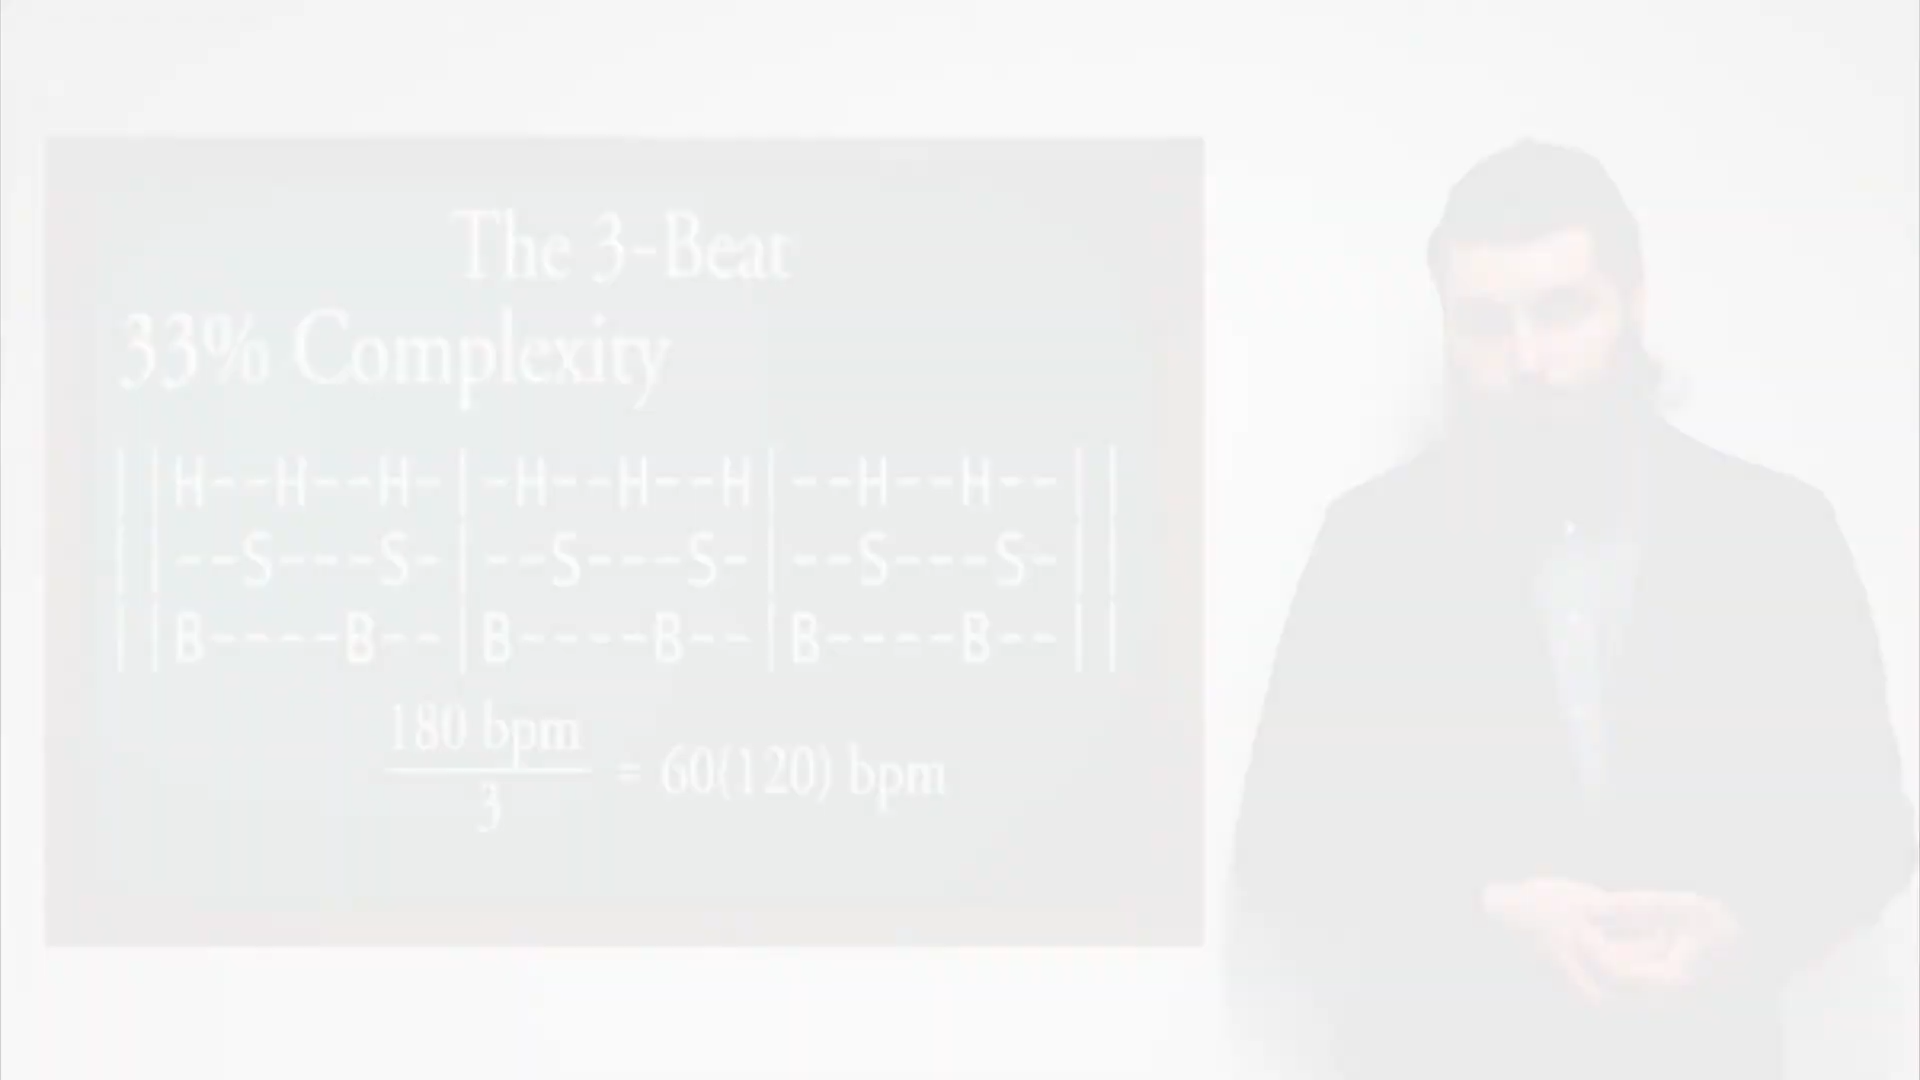 The 3-Beat
33% Complexity
||H--H--H-|-H--H--H|--H--H--||
||--S---S-|--S---S-|--S---S-||
||B----B--|B----B--|B----B--||
180 bpm
3
= 60(120) bpm